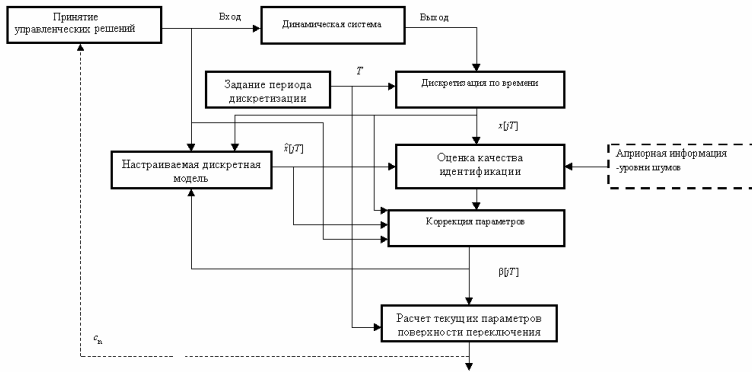 Принятие
управленческих решений
Вход
Динамическая система
Выход
Задание периода
дискретизации
T
Дискретизация по времени
x[jT]
Настраиваемая дискретная
модель
x̂[jT]
Оценка качества
идентификации
Априорная информация
-уровни шумов
Коррекция параметров
β[jT]
Расчет текущих параметров
поверхности переключения
cₙ